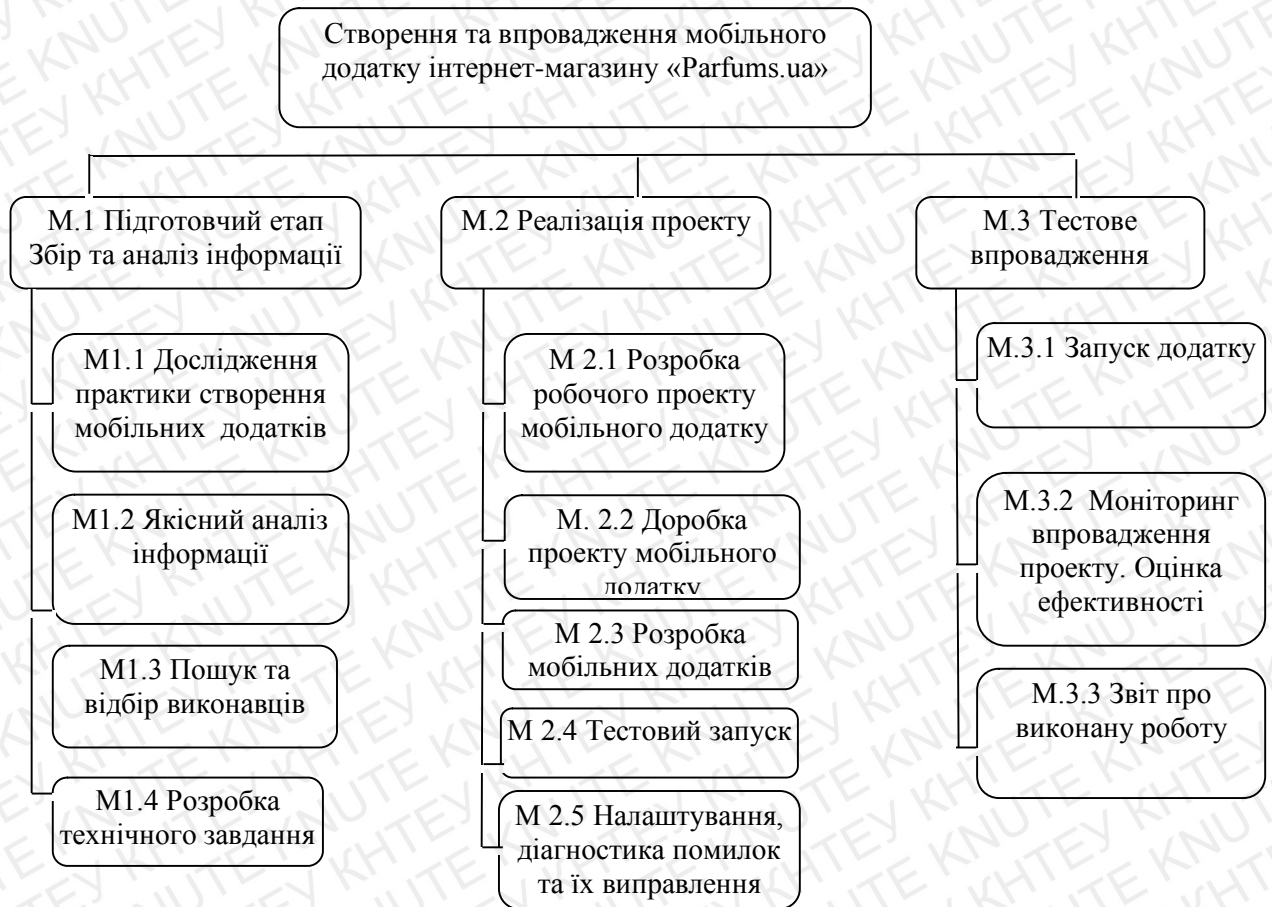 Створення та впровадження мобільного
додатку інтернет-магазину «Parfums.ua»
М.1 Підготовчий етап
Збір та аналіз інформації
М1.1 Дослідження
практики створення
мобільних додатків
М1.2 Якісний аналіз
інформації
М1.3 Пошук та
відбір виконавців
М1.4 Розробка
технічного завдання
М.2 Реалізація проекту
М 2.1 Розробка
робочого проекту
мобільного додатку
М. 2.2 Доробка
проекту мобільного
додатку
М 2.3 Розробка
мобільних додатків
М 2.4 Тестовий запуск
М 2.5 Налаштування,
діагностика помилок
та їх виправлення
М.3 Тестове
впровадження
М.3.1 Запуск додатку
М.3.2 Моніторинг
впровадження
проекту. Оцінка
ефективності
М.3.3 Звіт про
виконану роботу